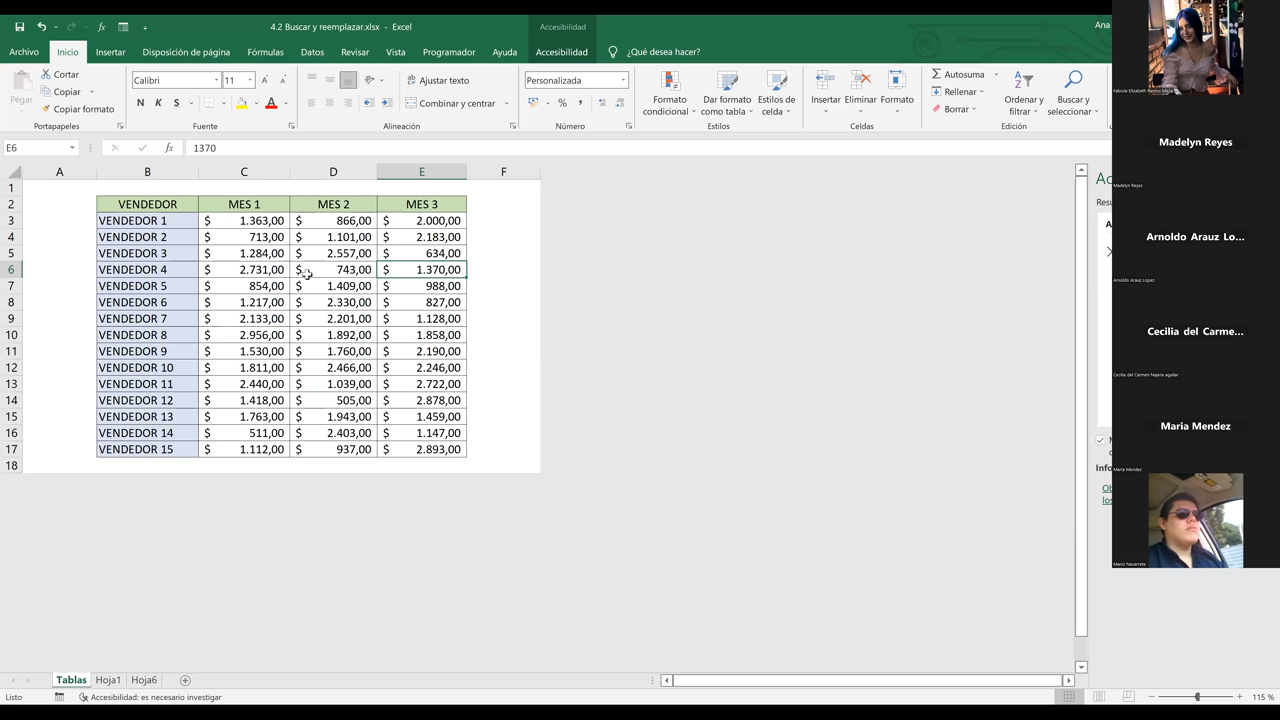 4.2 Buscar y reemplazar.xlsx - Excel
Accesibilidad
Ana
Archivo Inicio Insertar Disposición de página Fórmulas Datos Revisar Vista Programador Ayuda Accesibilidad ¿Qué desea hacer?
Pegar
Cortar
Copiar
Copiar formato
Portapapeles
Calibri 11
N K S
Fuente
Ajustar texto
Combinar y centrar
Alineación
Personalizada
Número
Formato condicional
Dar formato como tabla
Estilos de celda
Estilos
Insertar Eliminar Formato
Celdas
Autosuma
Rellenar
Borrar
Ordenar y filtrar
Buscar y seleccionar
Edición
E6 fx 1370
A B C D E F
1
2 VENDEDOR MES 1 MES 2 MES 3
3 VENDEDOR 1 $ 1.363,00 $ 866,00 $ 2.000,00
4 VENDEDOR 2 $ 713,00 $ 1.101,00 $ 2.183,00
5 VENDEDOR 3 $ 1.284,00 $ 2.557,00 $ 634,00
6 VENDEDOR 4 $ 2.731,00 $ 743,00 $ 1.370,00
7 VENDEDOR 5 $ 854,00 $ 1.409,00 $
8 VENDEDOR 6 $ 1.217,00 $ 2.330,00 $ 827,00
9 VENDEDOR 7 $ 2.133,00 $ 2.201,00 $ 1.128,00
10 VENDEDOR 8 $ 2.956,00 $ 1.892,00 $ 1.858,00
11 VENDEDOR 9 $ 1.530,00 $ 1.760,00 $ 2.190,00
12 VENDEDOR 10 $ 1.811,00 $ 2.466,00 $ 2.246,00
13 VENDEDOR 11 $ 2.440,00 $ 1.039,00 $ 2.722,00
14 VENDEDOR 12 $ 1.418,00 $ 505,00 $ 2.878,00
15 VENDEDOR 13 $ 1.763,00 $ 1.943,00 $ 1.459,00
16 VENDEDOR 14 $ 511,00 $ 2.403,00 $ 1.147,00
17 VENDEDOR 15 $ 1.112,00 $ 937,00 $ 2.893,00
18
Tablas Hoja1 Hoja6
Listo
Accesibilidad: es necesario investigar
115 %
Madelyn Reyes
Madelyn Reyes
Arnoldo Arauz Lo...
Arnoldo Arauz Lopez
Cecilia del Carme...
Cecilia del Carmen Najera aguilar
Maria Mendez
Maria Mendez
Mario Navarrete